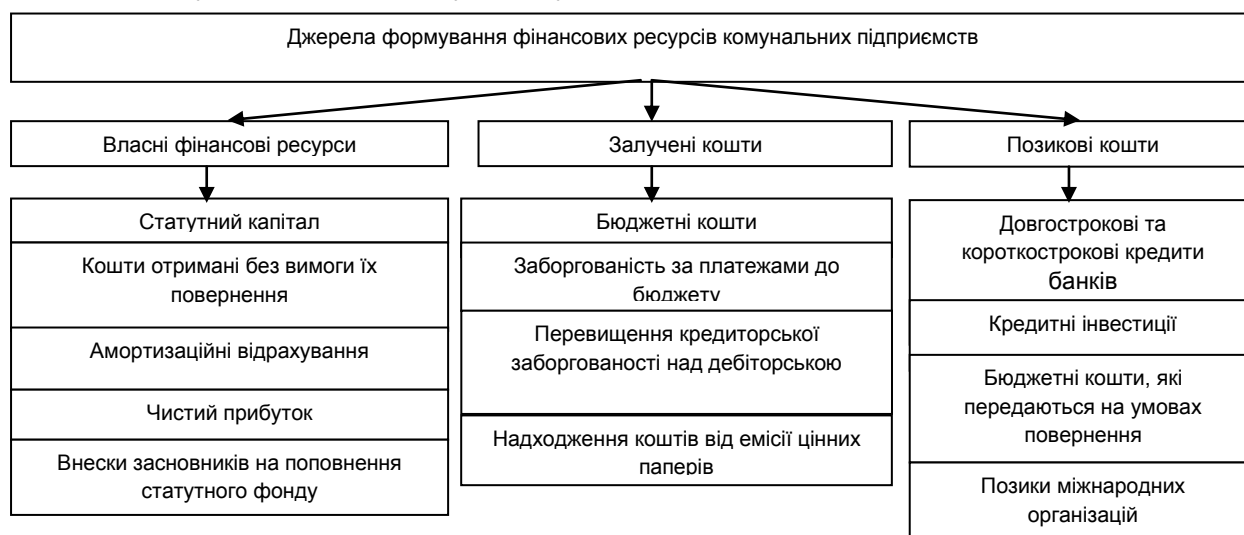 Джерела формування фінансових ресурсів комунальних підприємств
Власні фінансові ресурси
Залучені кошти
Позикові кошти
Статутний капітал
Кошти отримані без вимоги їх
повернення
Амортизаційні відрахування
Чистий прибуток
Внески засновників на поповнення
статутного фонду
Бюджетні кошти
Заборгованість за платежами до
бюджету
Перевищення кредиторської
заборгованості над дебіторською
Надходження коштів від емісії цінних
паперів
Довгострокові та
короткострокові кредити
банків
Кредитні інвестиції
Бюджетні кошти, які
передаються на умовах
повернення
Позики міжнародних
організацій